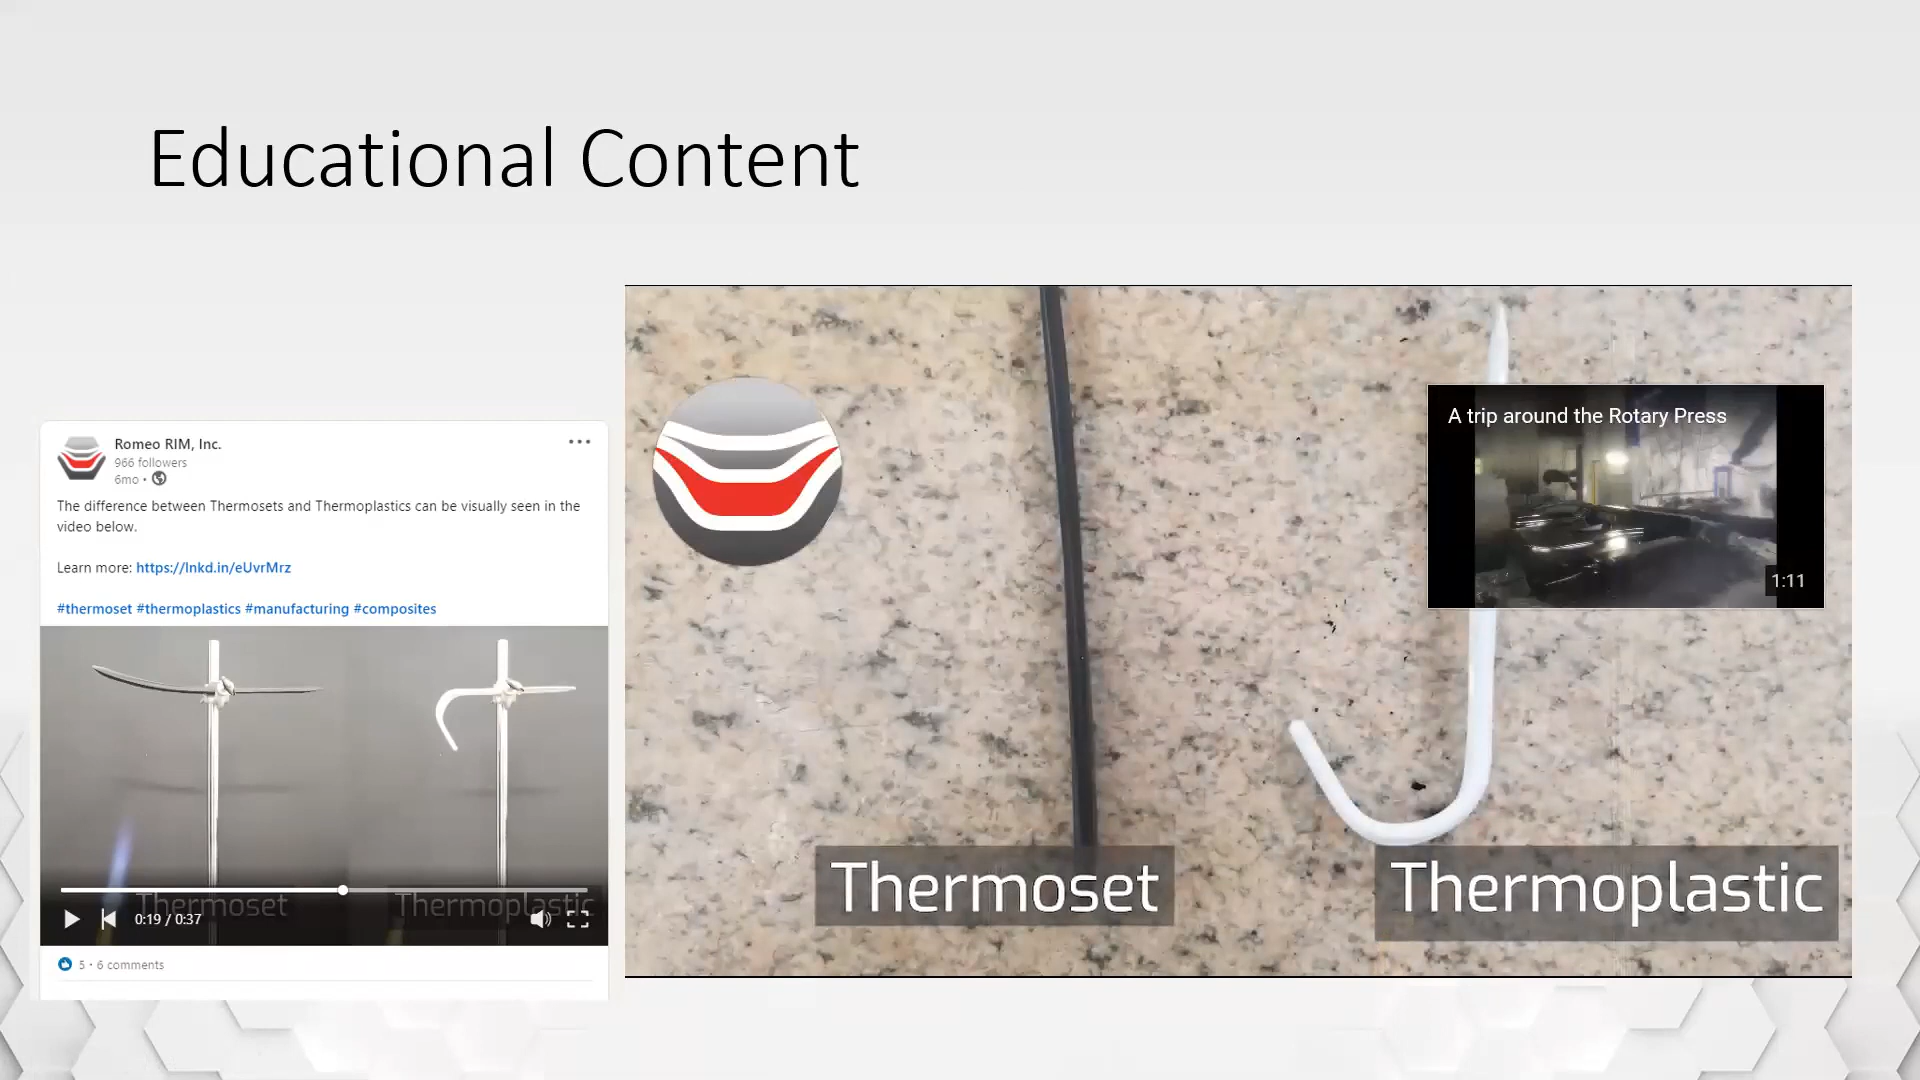 Educational Content
Romeo RIM, Inc.
966 followers
6mo •
The difference between Thermosets and Thermoplastics can be visually seen in the
video below.
Learn more: https://lnkd.in/eUvrMrz
#thermoset #thermoplastics #manufacturing #composites
Thermoset
Thermoplastic
0:19 / 0:37
5 • 6 comments
A trip around the Rotary Press
1:11
Thermoset
Thermoplastic